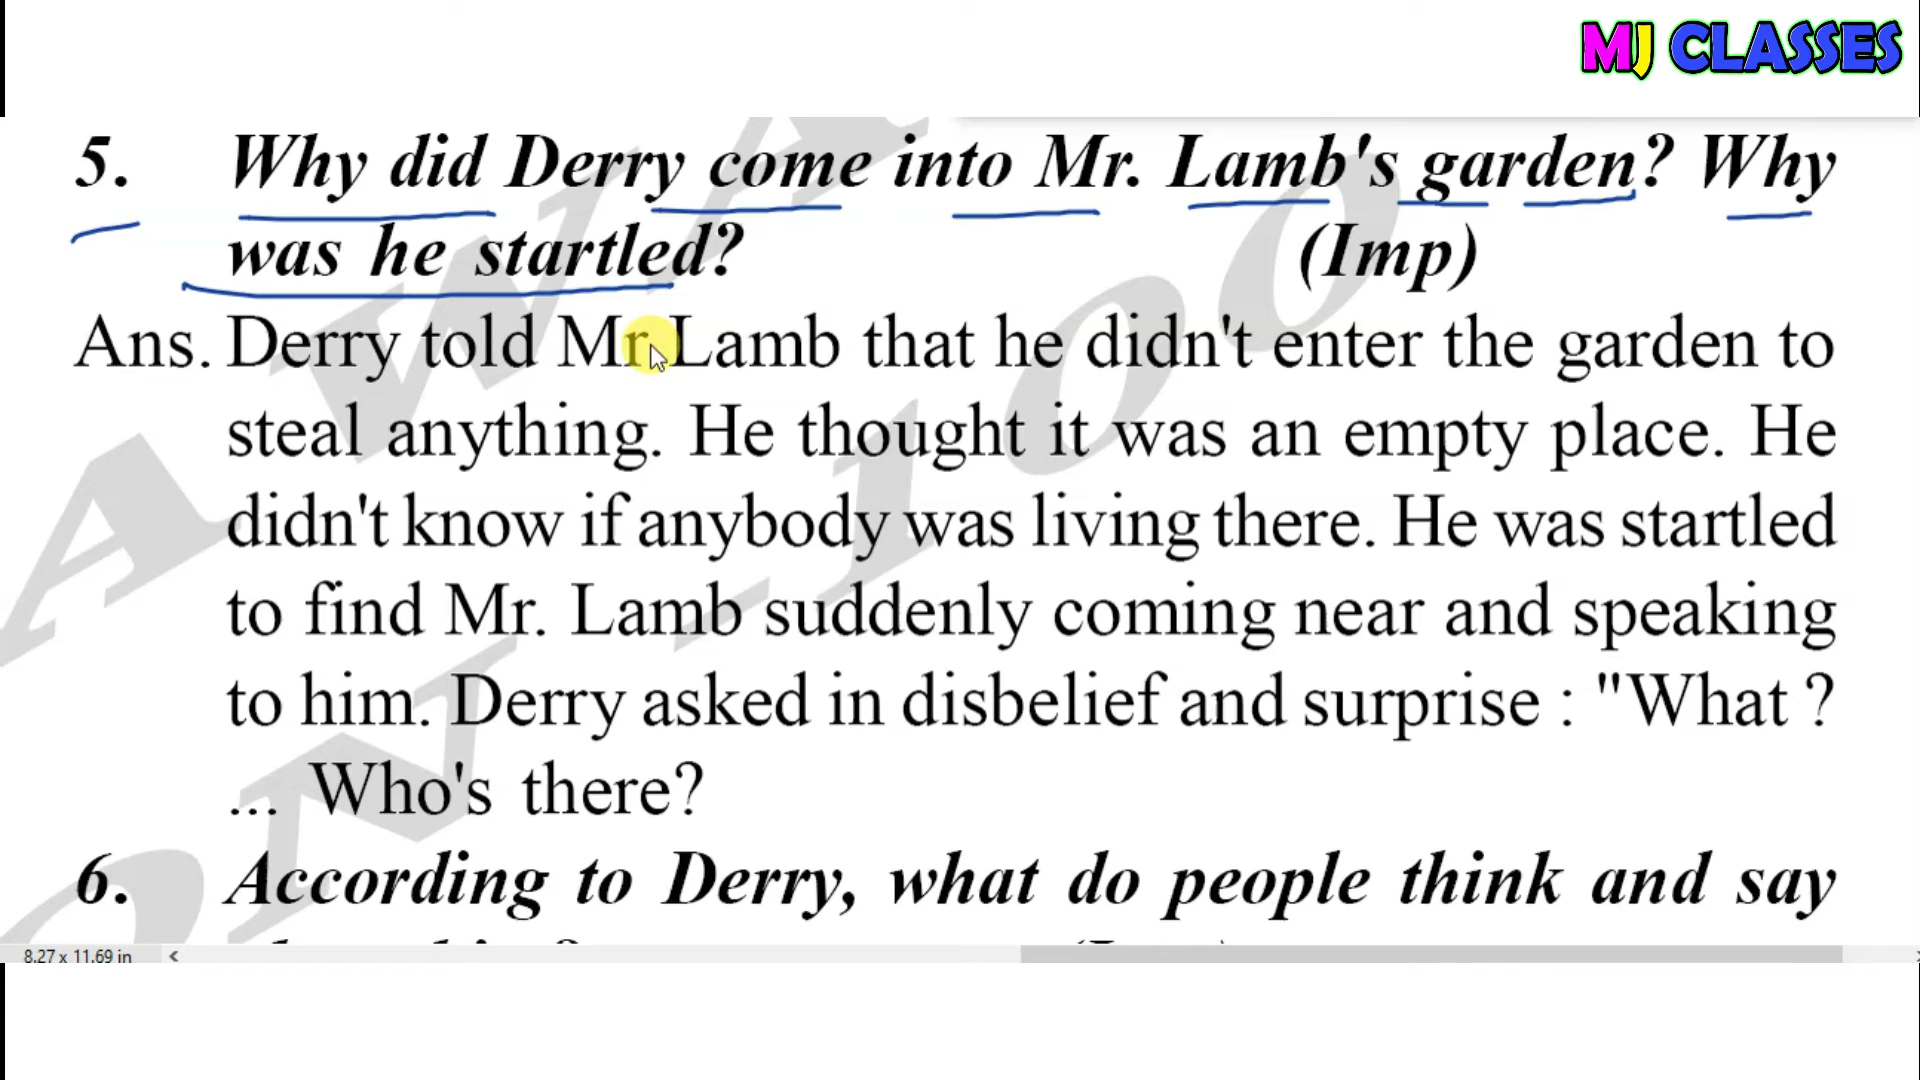 MJ CLASSES
5. Why did Derry come into Mr. Lamb's garden? Why
was he startled? (Imp)
Ans. Derry told Mr.Lamb that he didn't enter the garden to
steal anything. He thought it was an empty place. He
didn't know if anybody was living there. He was startled
to find Mr. Lamb suddenly coming near and speaking
to him. Derry asked in disbelief and surprise : "What ?
... Who's there?
6. According to Derry, what do people think and say
8.27 x 11.69 in